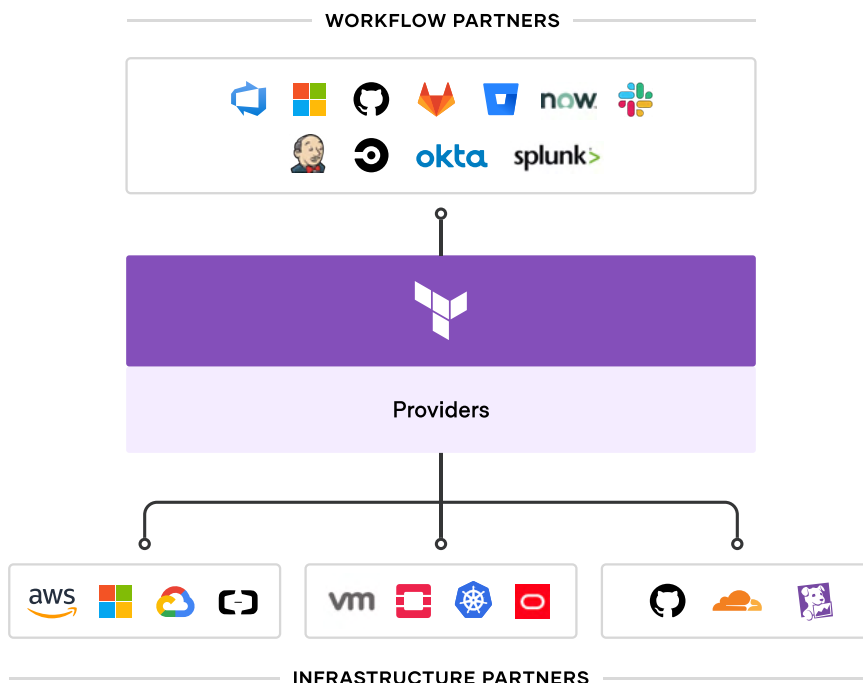 WORKFLOW PARTNERS
now
okta splunk>
Providers
aws vm
INFRASTRUCTURE PARTNERS